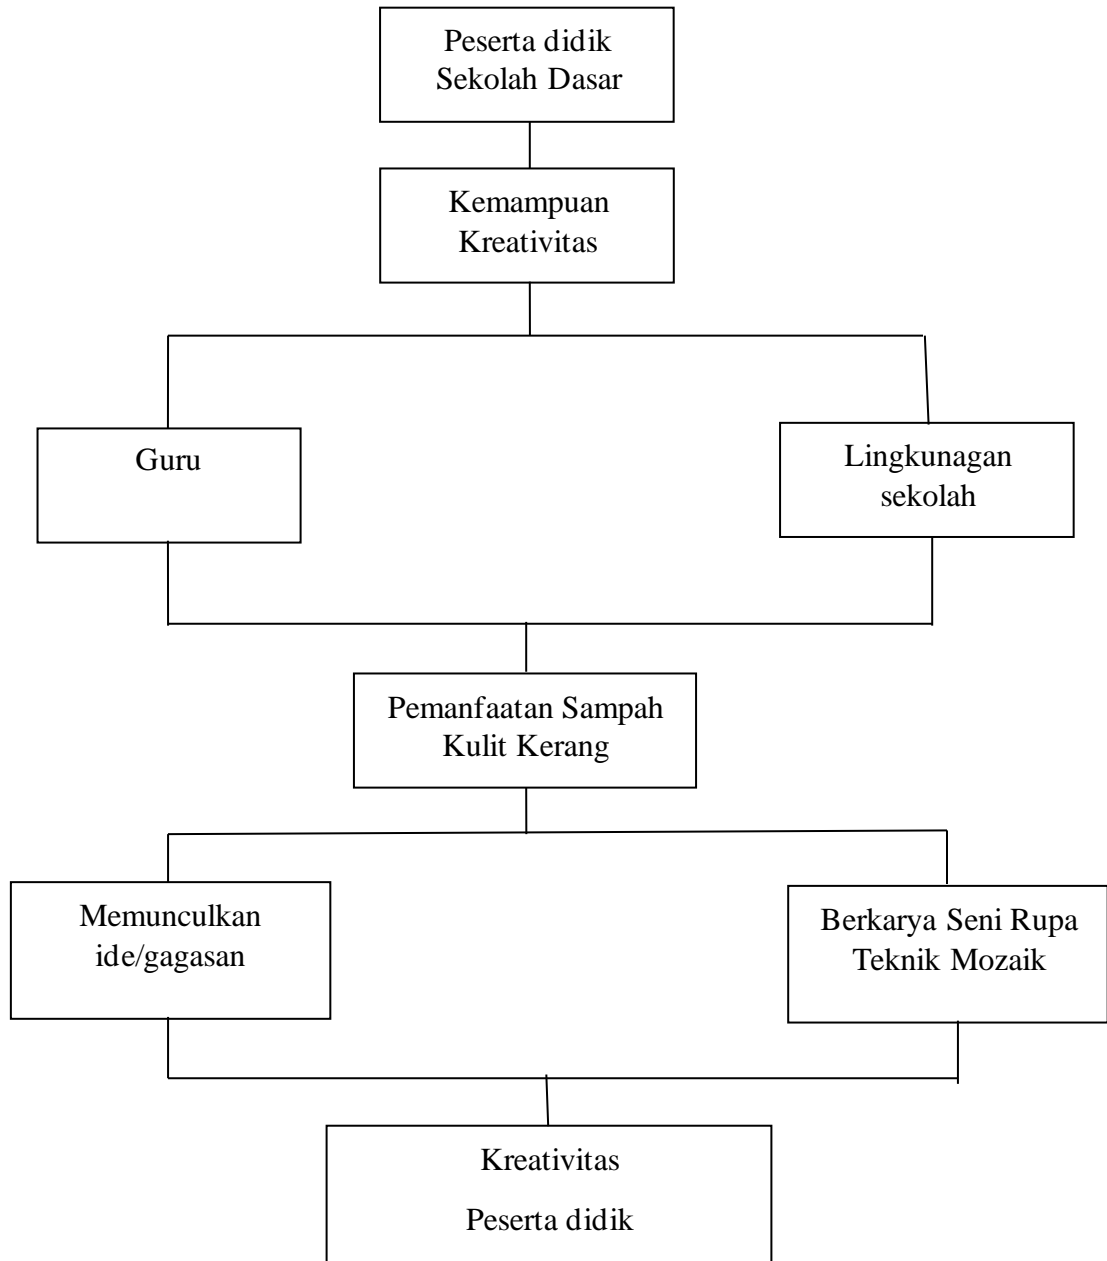 Peserta didik
Sekolah Dasar
Kemampuan
Kreativitas
Guru
Lingkunagan
sekolah
Pemanfaatan Sampah
Kulit Kerang
Memunculkan
ide/gagasan
Berkarya Seni Rupa
Teknik Mozaik
Kreativitas
Peserta didik